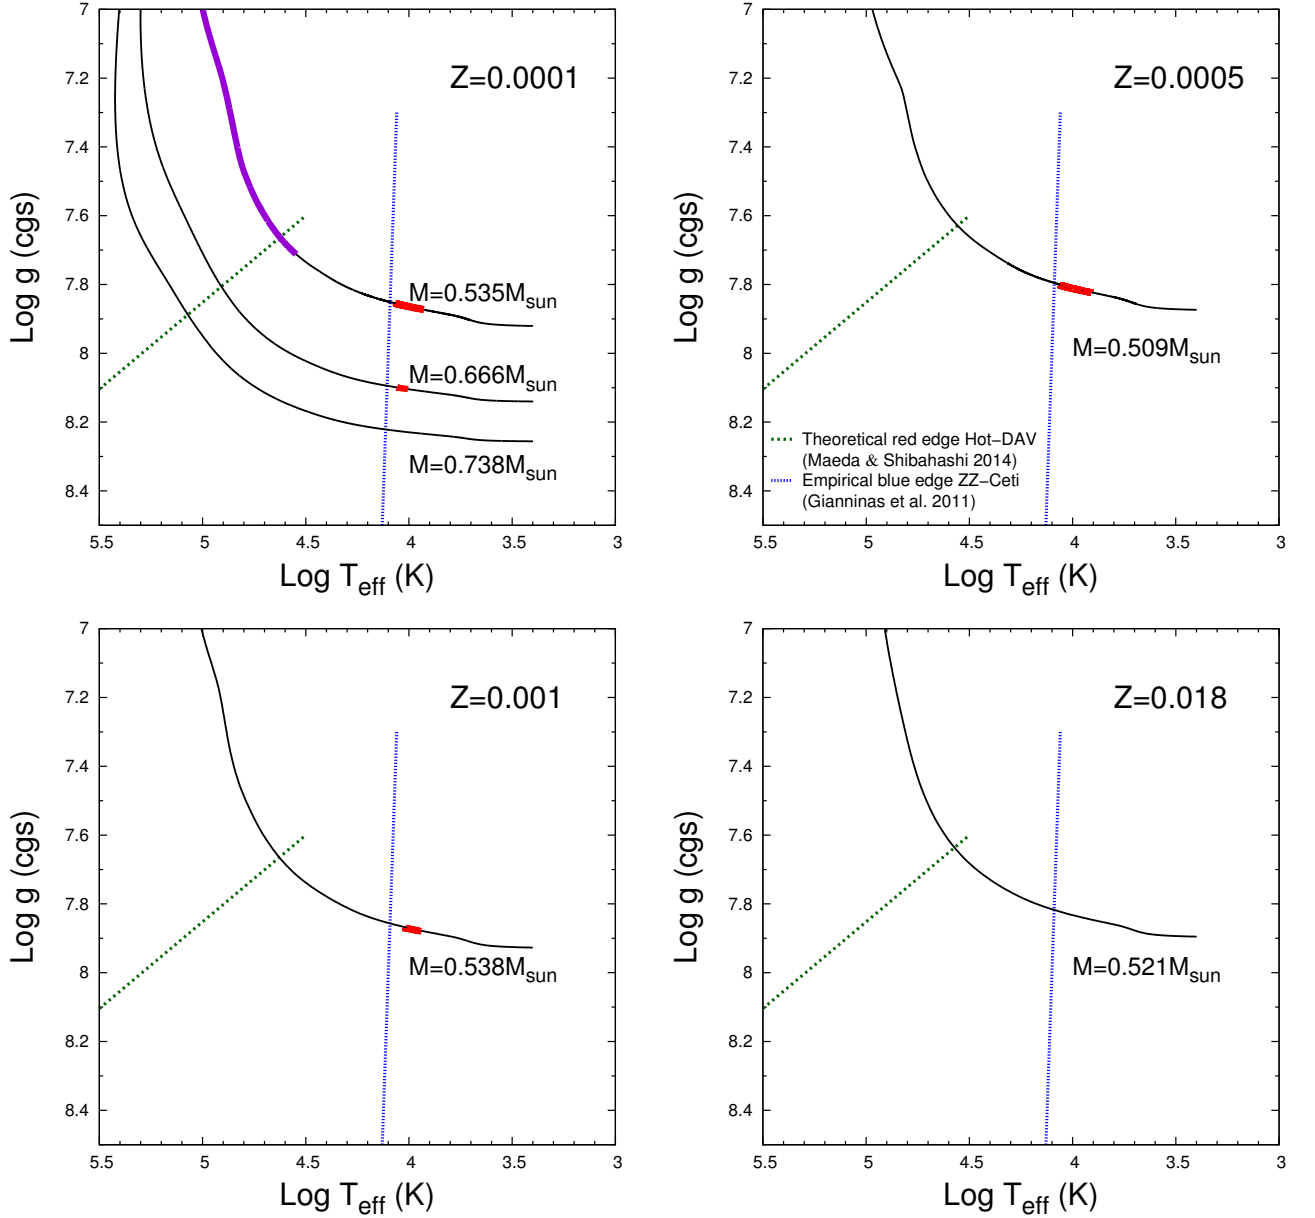 7
7.2
7.4
7.6
7.8
8
8.2
8.4
5.5
5
4.5
4
3.5
3
Log g (cgs)
Log Teff (K)
Z=0.0001
M=0.535Msun
M=0.666Msun
M=0.738Msun
7
7.2
7.4
7.6
7.8
8
8.2
8.4
5.5
5
4.5
4
3.5
3
Log g (cgs)
Log Teff (K)
Z=0.0005
M=0.509Msun
Theoretical red edge Hot−DAV
(Maeda & Shibahashi 2014)
Empirical blue edge ZZ−Ceti
(Gianninas et al. 2011)
7
7.2
7.4
7.6
7.8
8
8.2
8.4
5.5
5
4.5
4
3.5
3
Log g (cgs)
Log Teff (K)
Z=0.001
M=0.538Msun
7
7.2
7.4
7.6
7.8
8
8.2
8.4
5.5
5
4.5
4
3.5
3
Log g (cgs)
Log Teff (K)
Z=0.018
M=0.521Msun